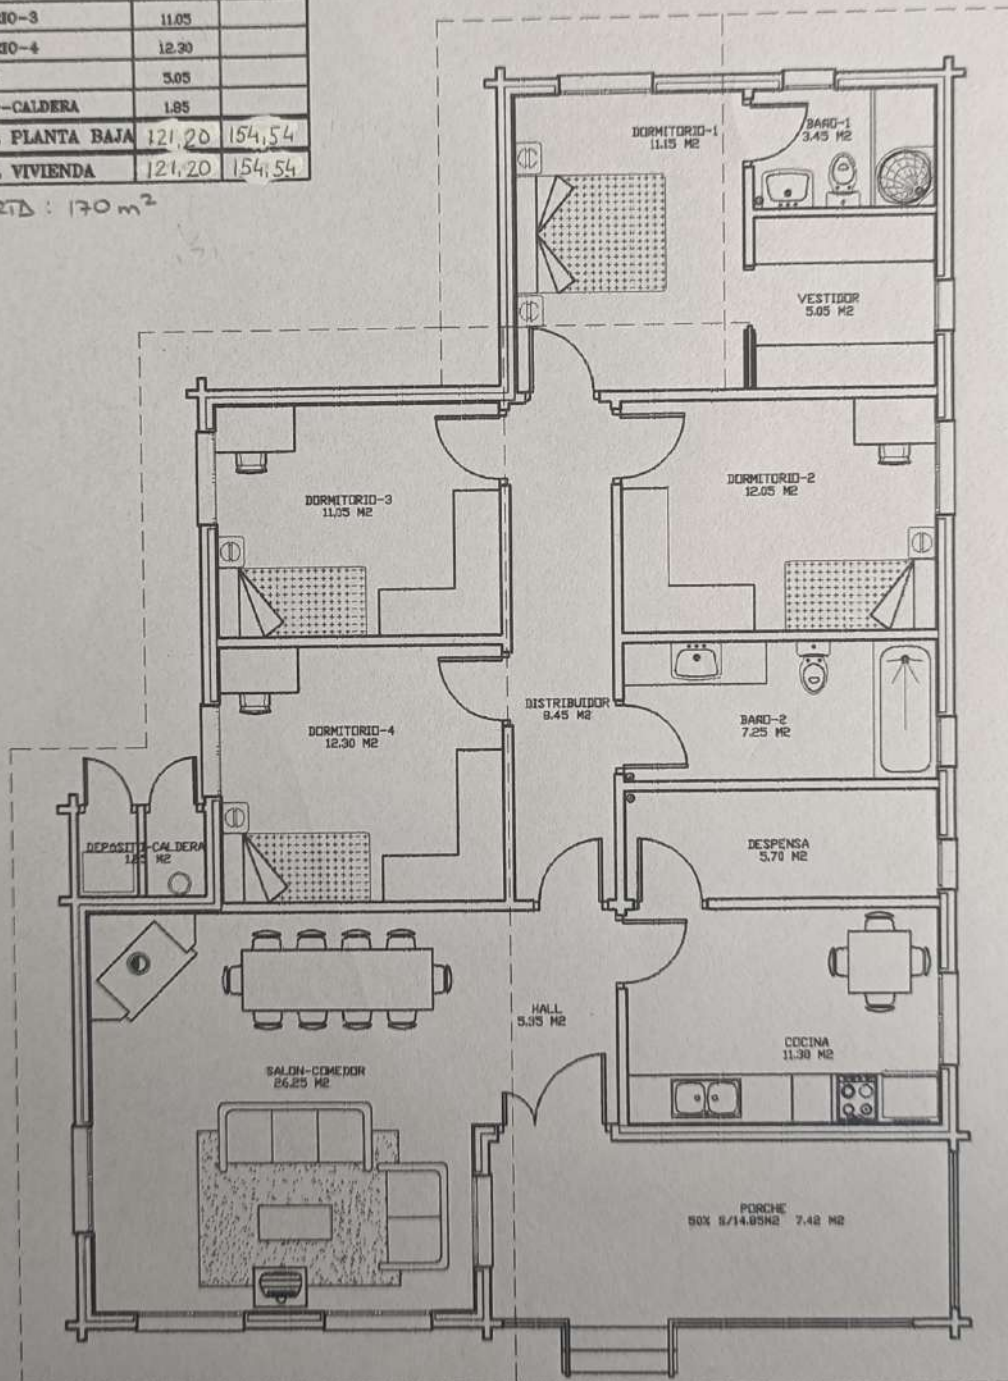 IO-3 11.05
IO-4 12.30
5.05
-CALDERA 1.85
PLANTA BAJA 121,20 154,54
VIVIENDA 121,20 154,54
: 170 m²
DORMITORIO-1
11.15 M2
BAÑO-1
3.45 M2
VESTIDOR
5.05 M2
DORMITORIO-3
11.05 M2
DORMITORIO-2
12.05 M2
DISTRIBUIDOR
9.45 M2
BAÑO-2
7.25 M2
DORMITORIO-4
12.30 M2
DEPOSITO-CALDERA
1.85 M2
DESPENSA
5.70 M2
HALL
5.35 M2
COCINA
11.30 M2
SALON-COMEDOR
26.25 M2
PORCHE
50% S/14.85M2 7.42 M2